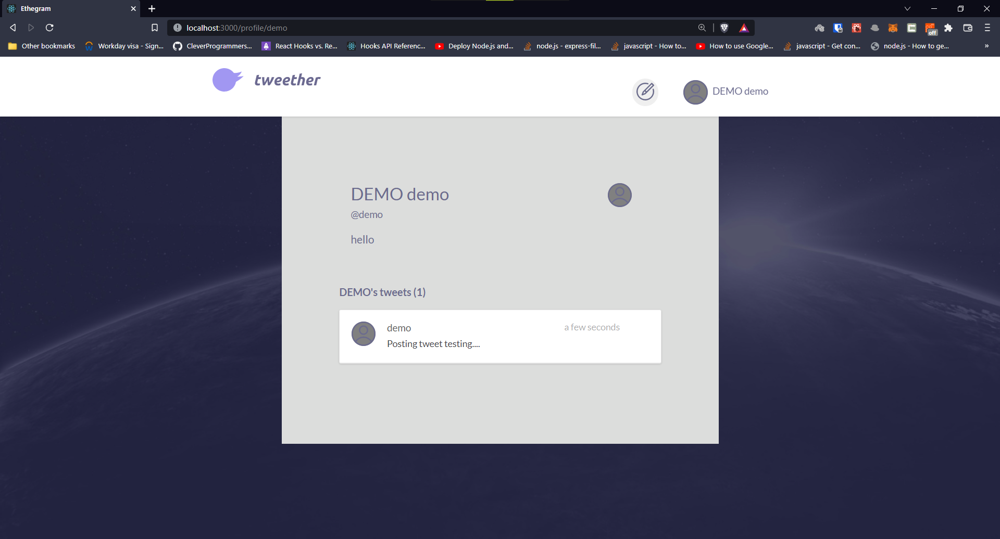 Ethegram
localhost:3000/profile/demo
off
Other bookmarks
Workday visa - Sign...
CleverProgrammers...
React Hooks vs. Re...
Hooks API Referenc...
Deploy Node.js and...
node.js - express-fil...
javascript - How to...
How to use Google...
javascript - Get con...
node.js - How to ge...
»
tweether
DEMO demo
DEMO demo
@demo
hello
DEMO's tweets (1)
demo
a few seconds
Posting tweet testing....